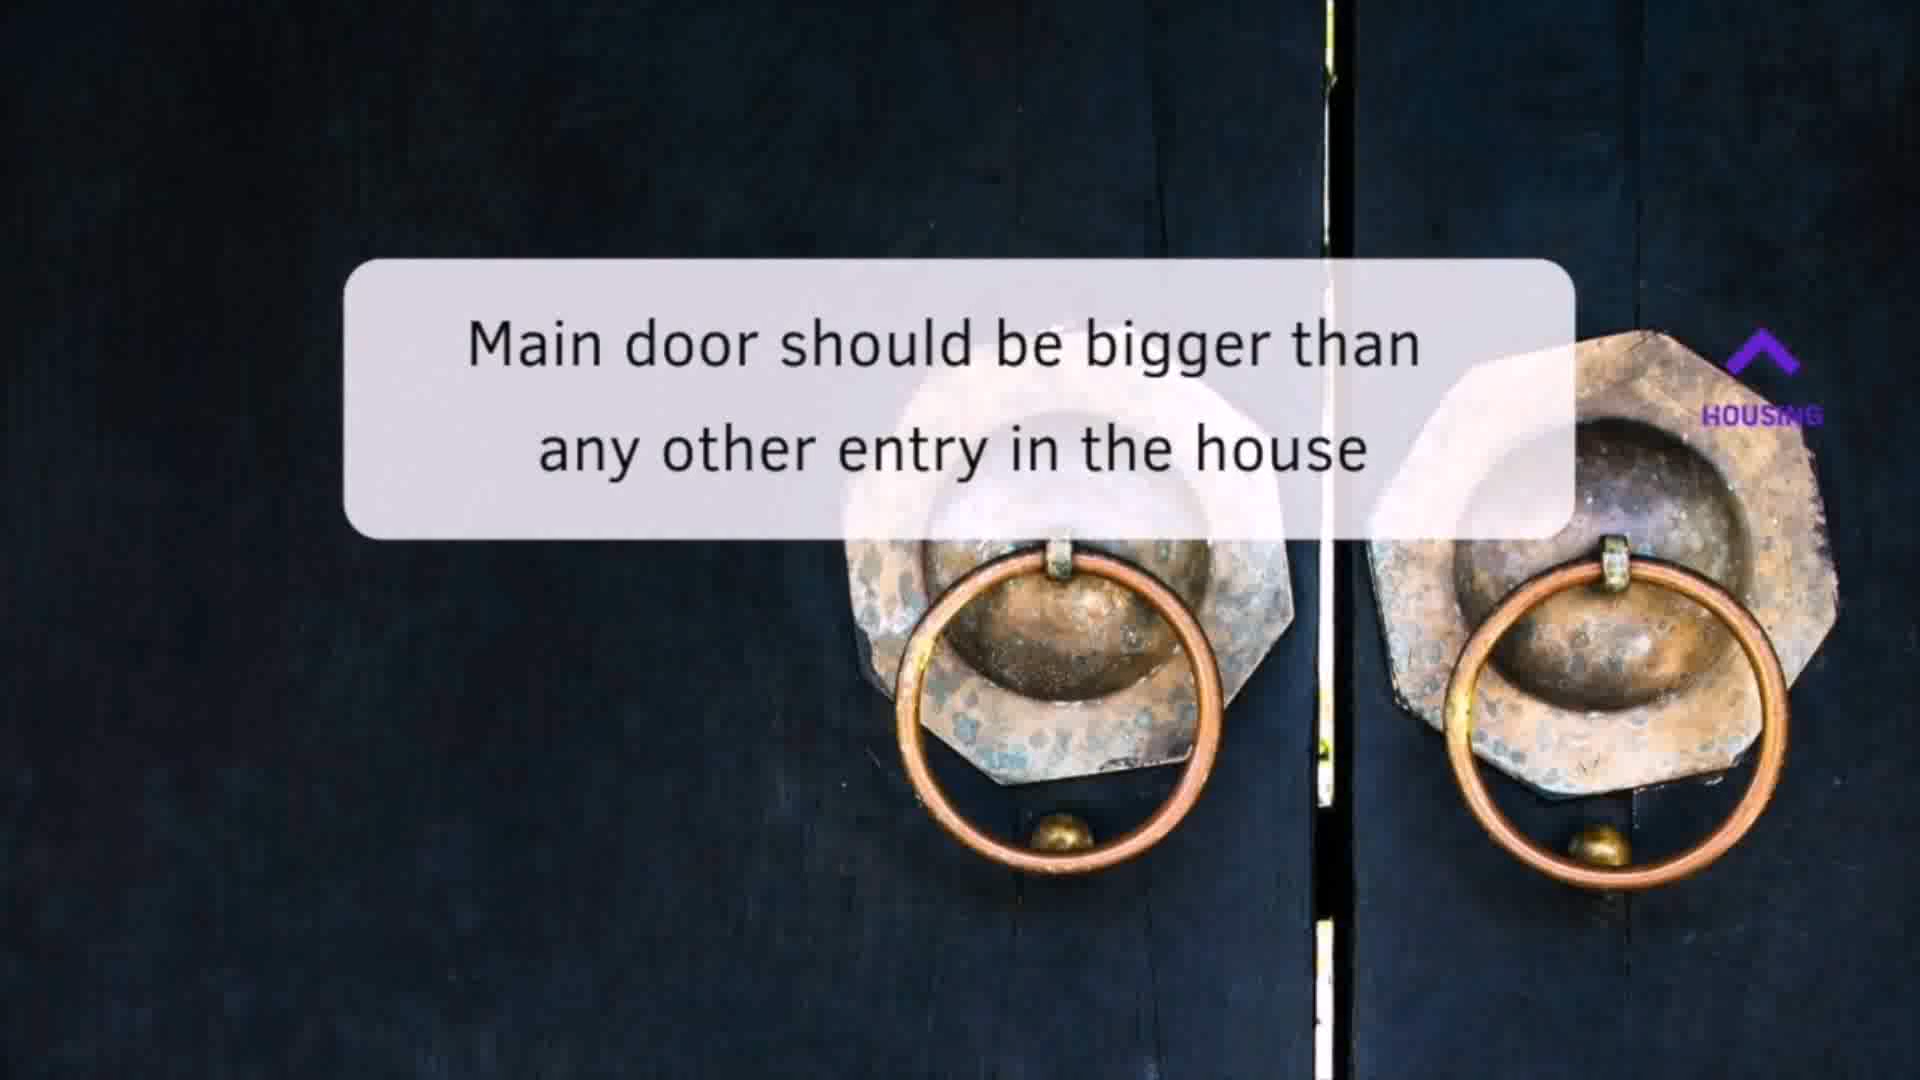 Main door should be bigger than
any other entry in the house
HOUSING